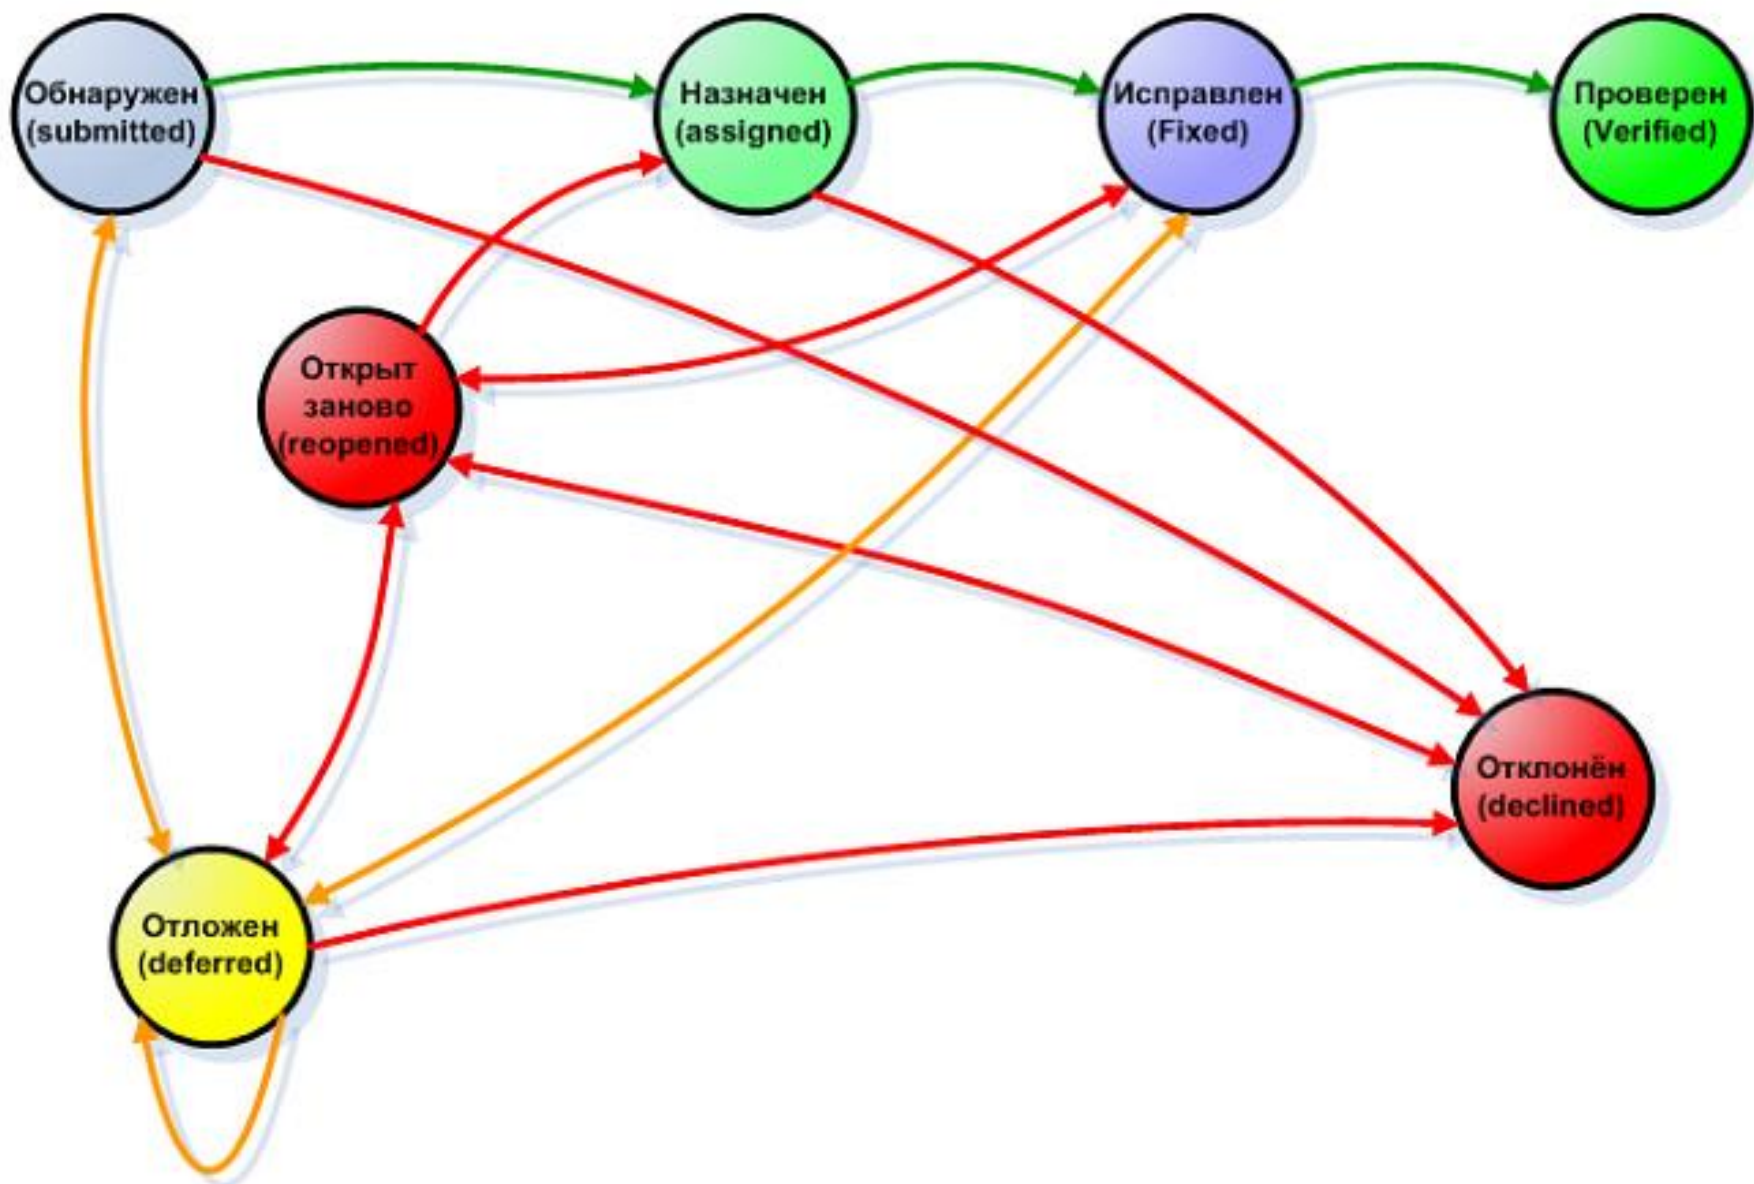 Обнаружен
(submitted)
Назначен
(assigned)
Исправлен
(Fixed)
Проверен
(Verified)
Открыт
заново
(reopened)
Отклонён
(declined)
Отложен
(deferred)